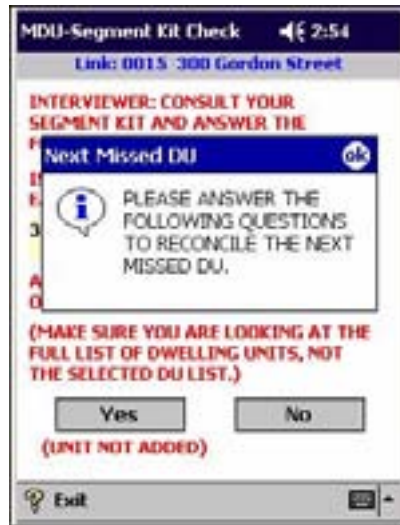 MDU-Segment Kit Check 2:54
Link: 0015 300 Gordon Street
INTERVIEWER: CONSULT YOUR
SEGMENT KIT AND ANSWER THE
Next Missed DU ok
PLEASE ANSWER THE
FOLLOWING QUESTIONS
TO RECONCILE THE NEXT
MISSED DU.
(MAKE SURE YOU ARE LOOKING AT THE
FULL LIST OF DWELLING UNITS, NOT
THE SELECTED DU LIST.)
Yes No
(UNIT NOT ADDED)
Exit